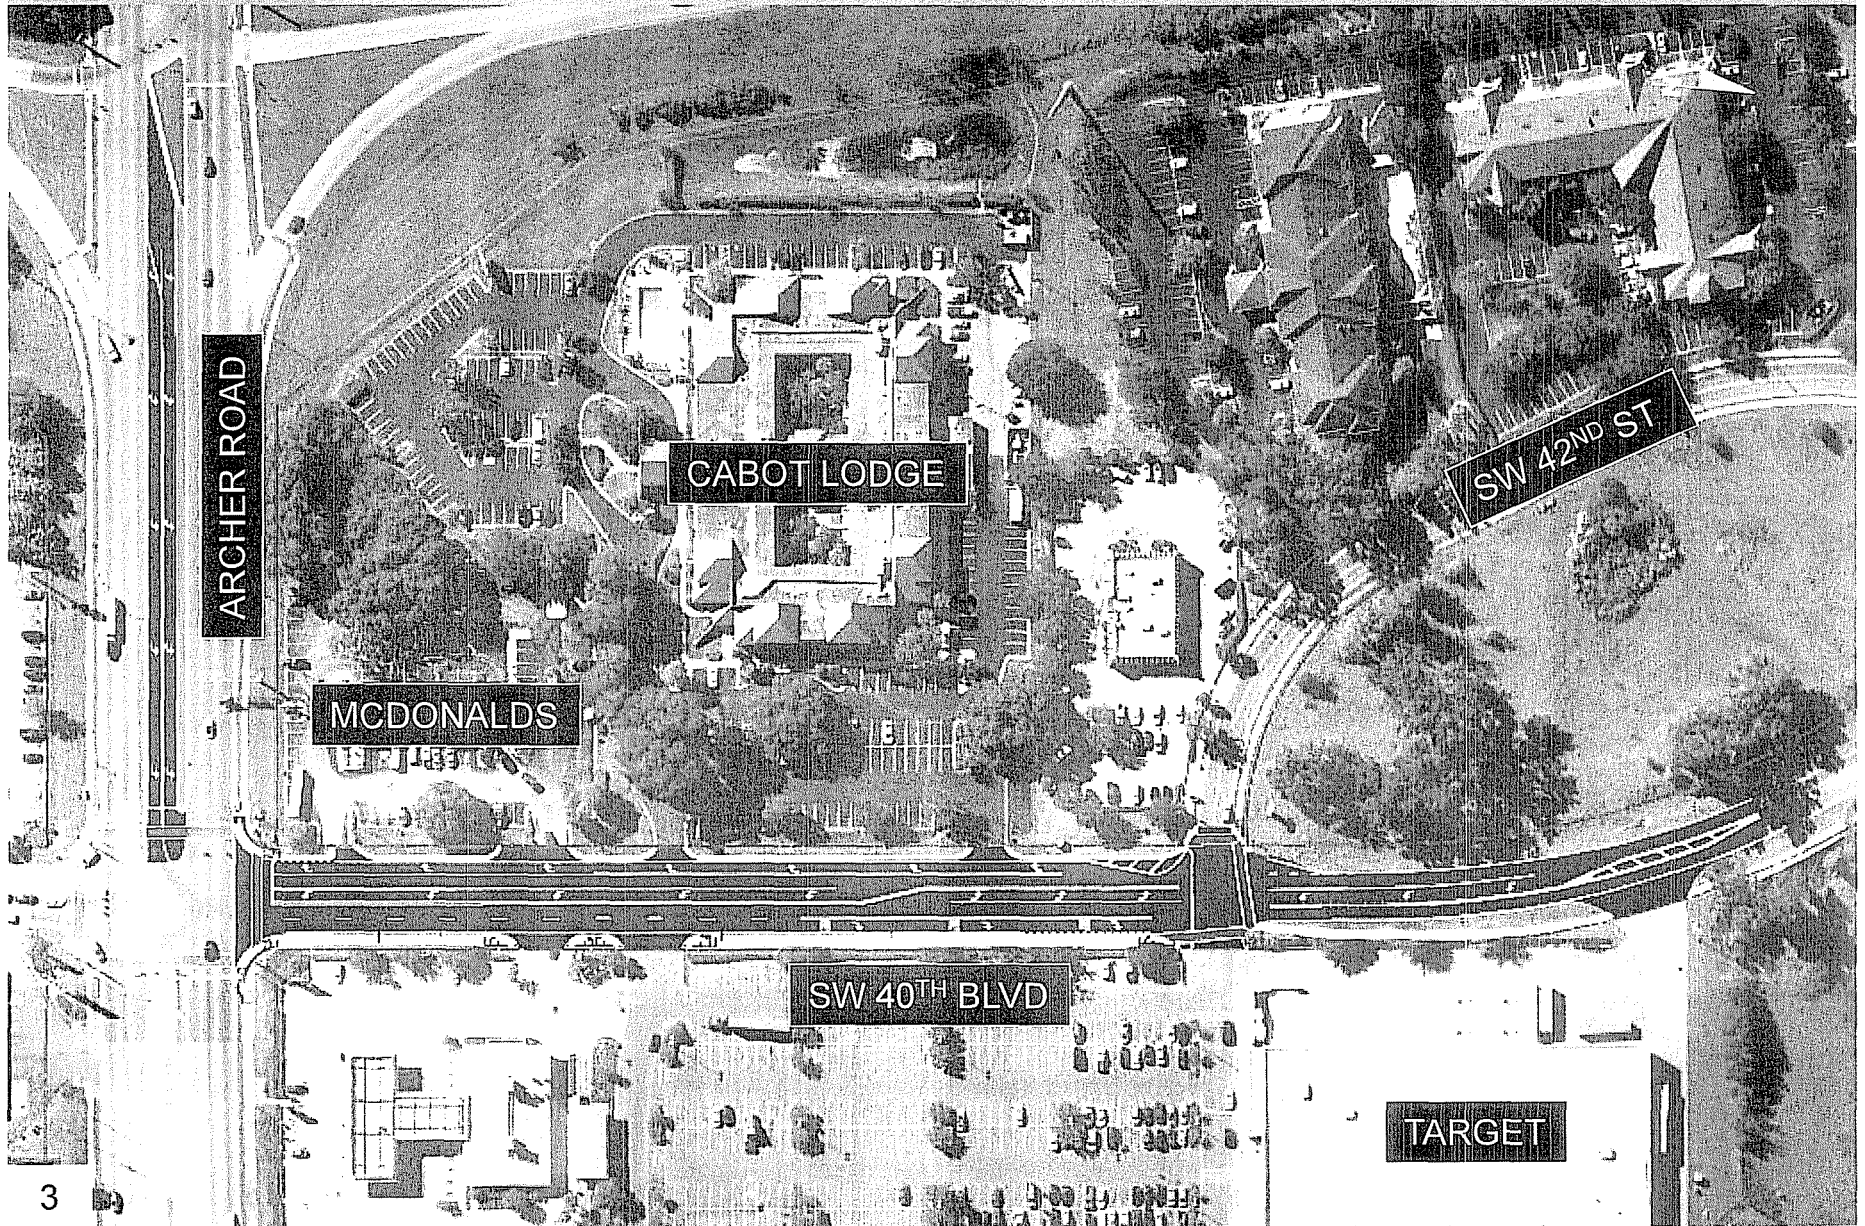 ARCHER ROAD
CABOT LODGE
SW 42ND ST
MCDONALDS
SW 40TH BLVD
TARGET
3